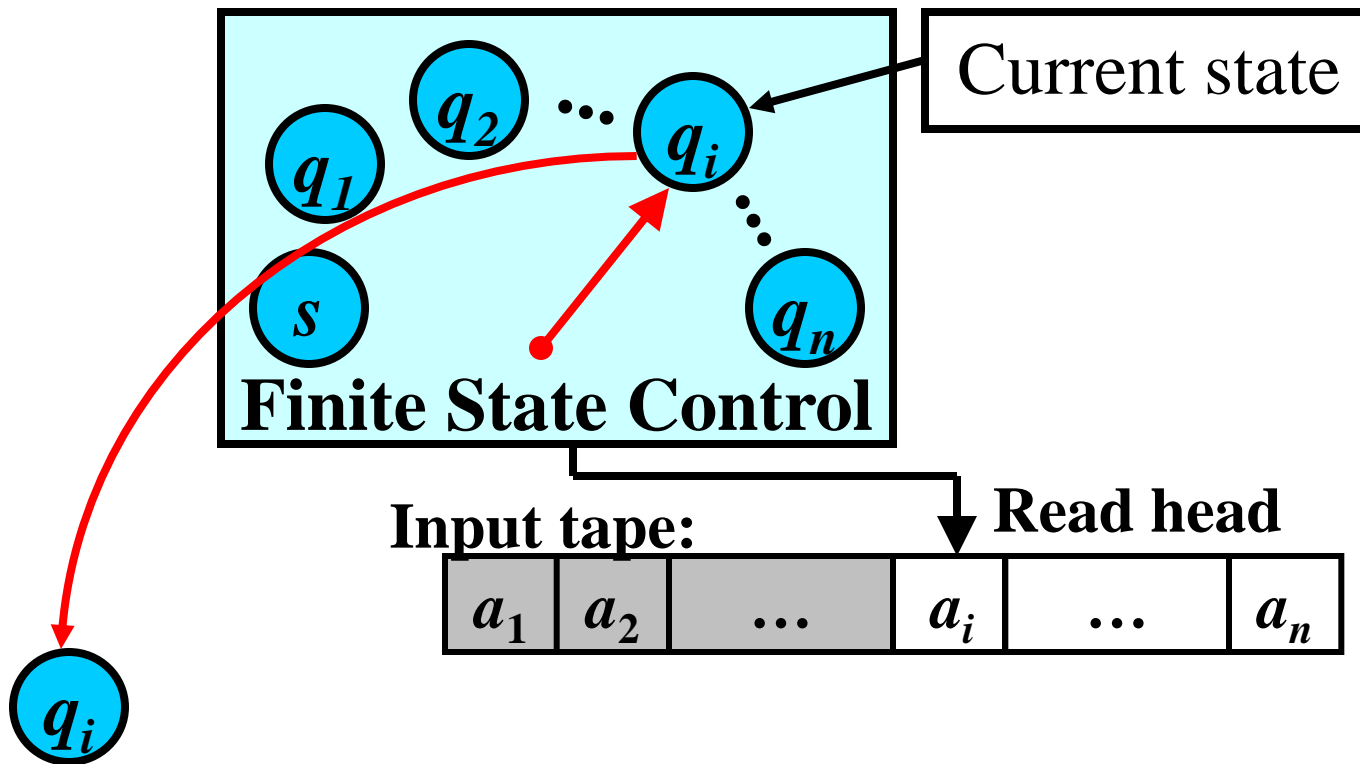 Current state
q₂ ••• qᵢ
q₁
s
qₙ
•••
Finite State Control
Read head
Input tape:
a₁ a₂ … aᵢ … aₙ
qᵢ